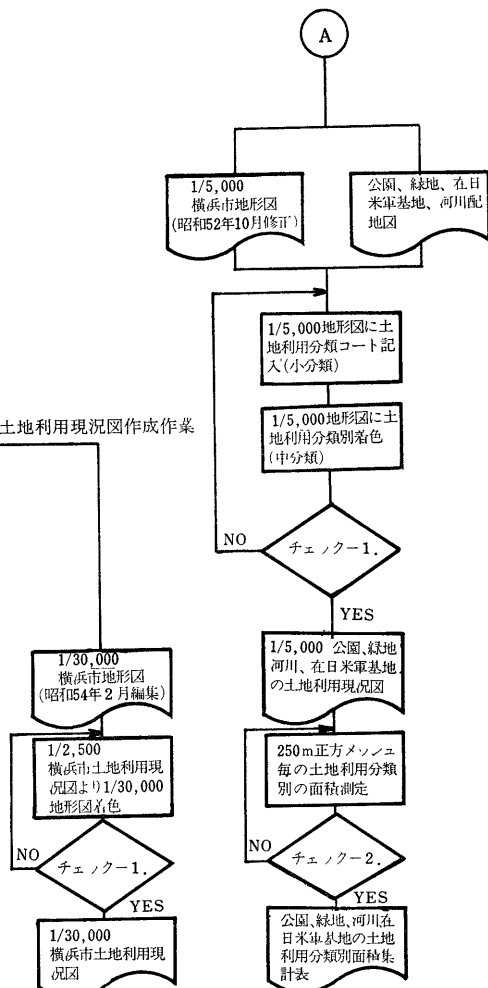 A
1/5,000
横浜市地形図
(昭和52年10月修正)
公園、緑地、在日
米軍基地、河川配
地図
1/5,000地形図に土
地利用分類コート記
入(小分類)
1/5,000地形図に土
地利用分類別着色
(中分類)
チェックー1.
NO
YES
1/5,000 公園、緑地
河川、在日米軍基地
の土地利用現況図
250m正方メッシュ
毎の土地利用分類
別の面積測定
NO
チェックー2.
YES
公園、緑地、河川在
日米軍基地の土地
利用分類別面積集
計表
土地利用現況図作成作業
1/30,000
横浜市地形図
(昭和54年2月編集)
1/2,500
横浜市土地利用現
況図より1/30,000
地形図着色
NO
チェックー1.
YES
1/30,000
横浜市土地利用現
況図